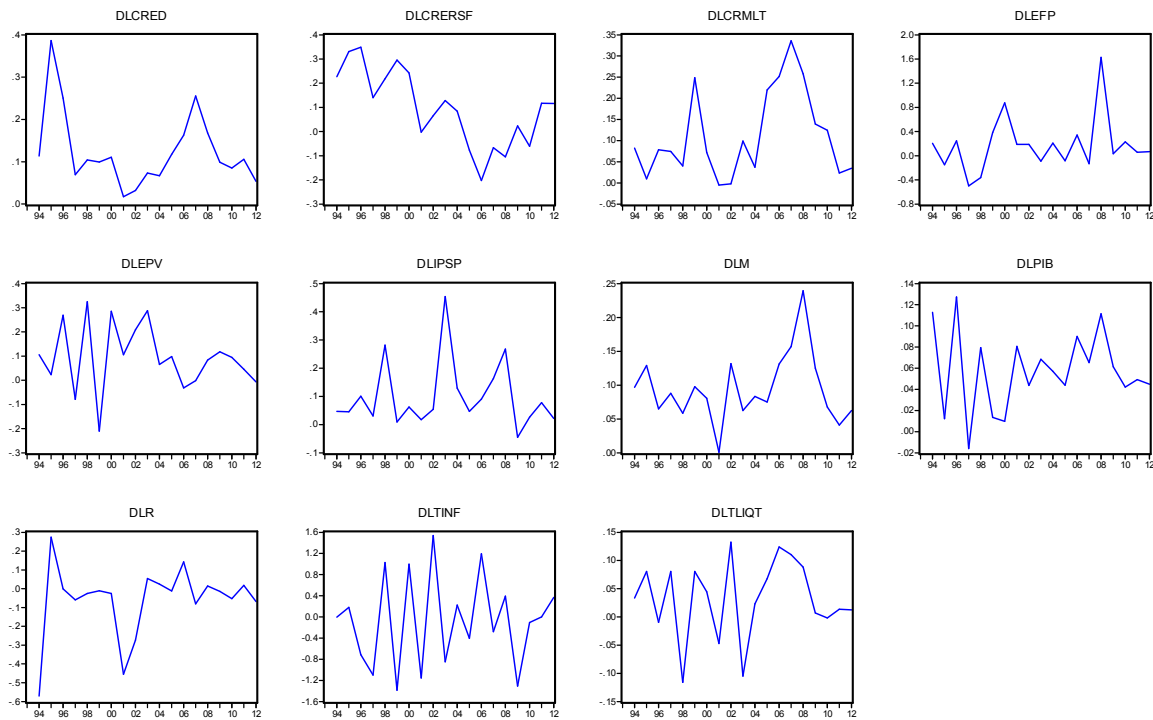 DLCRED DLCRERSF DLCRMLT DLEFP
.4 .4 .35 2.0
.3 .3 .30 1.6
.2 .2 .25 1.2
.1 .1 .20 0.8
.0 .0 .15 0.4
-.1 .10 0.0
-.2 .05 -0.4
-.3 .00 -0.8
-.05
94 96 98 00 02 04 06 08 10 12 94 96 98 00 02 04 06 08 10 12 94 96 98 00 02 04 06 08 10 12 94 96 98 00 02 04 06 08 10 12
DLEPV DLIPSP DLM DLPIB
.4 .5 .25 .14
.3 .4 .20 .12
.2 .3 .15 .10
.1 .2 .10 .08
.0 .1 .05 .06
-.1 .0 .00 .04
-.2 -.1 .02
-.3 .00
-.02
94 96 98 00 02 04 06 08 10 12 94 96 98 00 02 04 06 08 10 12 94 96 98 00 02 04 06 08 10 12 94 96 98 00 02 04 06 08 10 12
DLR DLTINF DLTLIQT
.3 1.6 .15
.2 1.2 .10
.1 0.8 .05
.0 0.4 .00
-.1 0.0 -.05
-.2 -0.4 -.10
-.3 -0.8 -.15
-.4 -1.2
-.5 -1.6
-.6
94 96 98 00 02 04 06 08 10 12 94 96 98 00 02 04 06 08 10 12 94 96 98 00 02 04 06 08 10 12